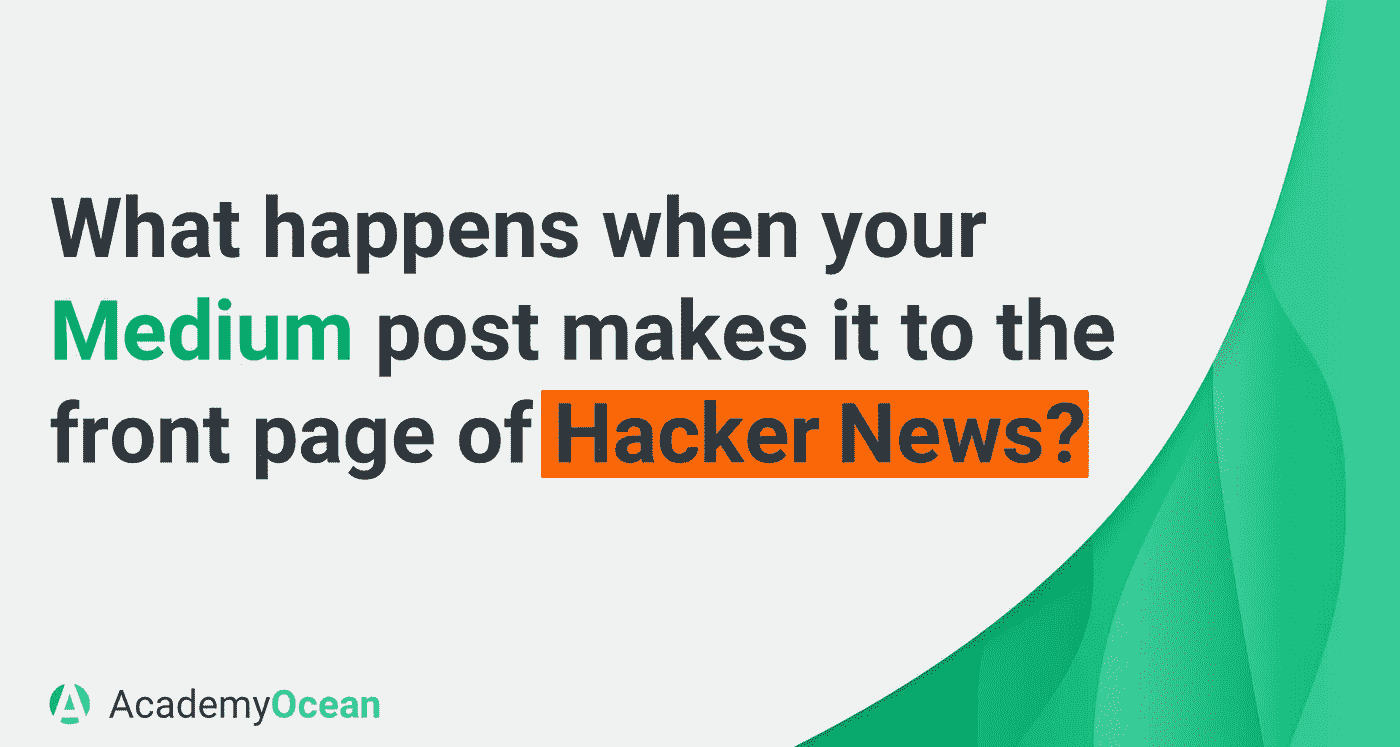 What happens when your
Medium post makes it to the
front page of Hacker News?
AcademyOcean